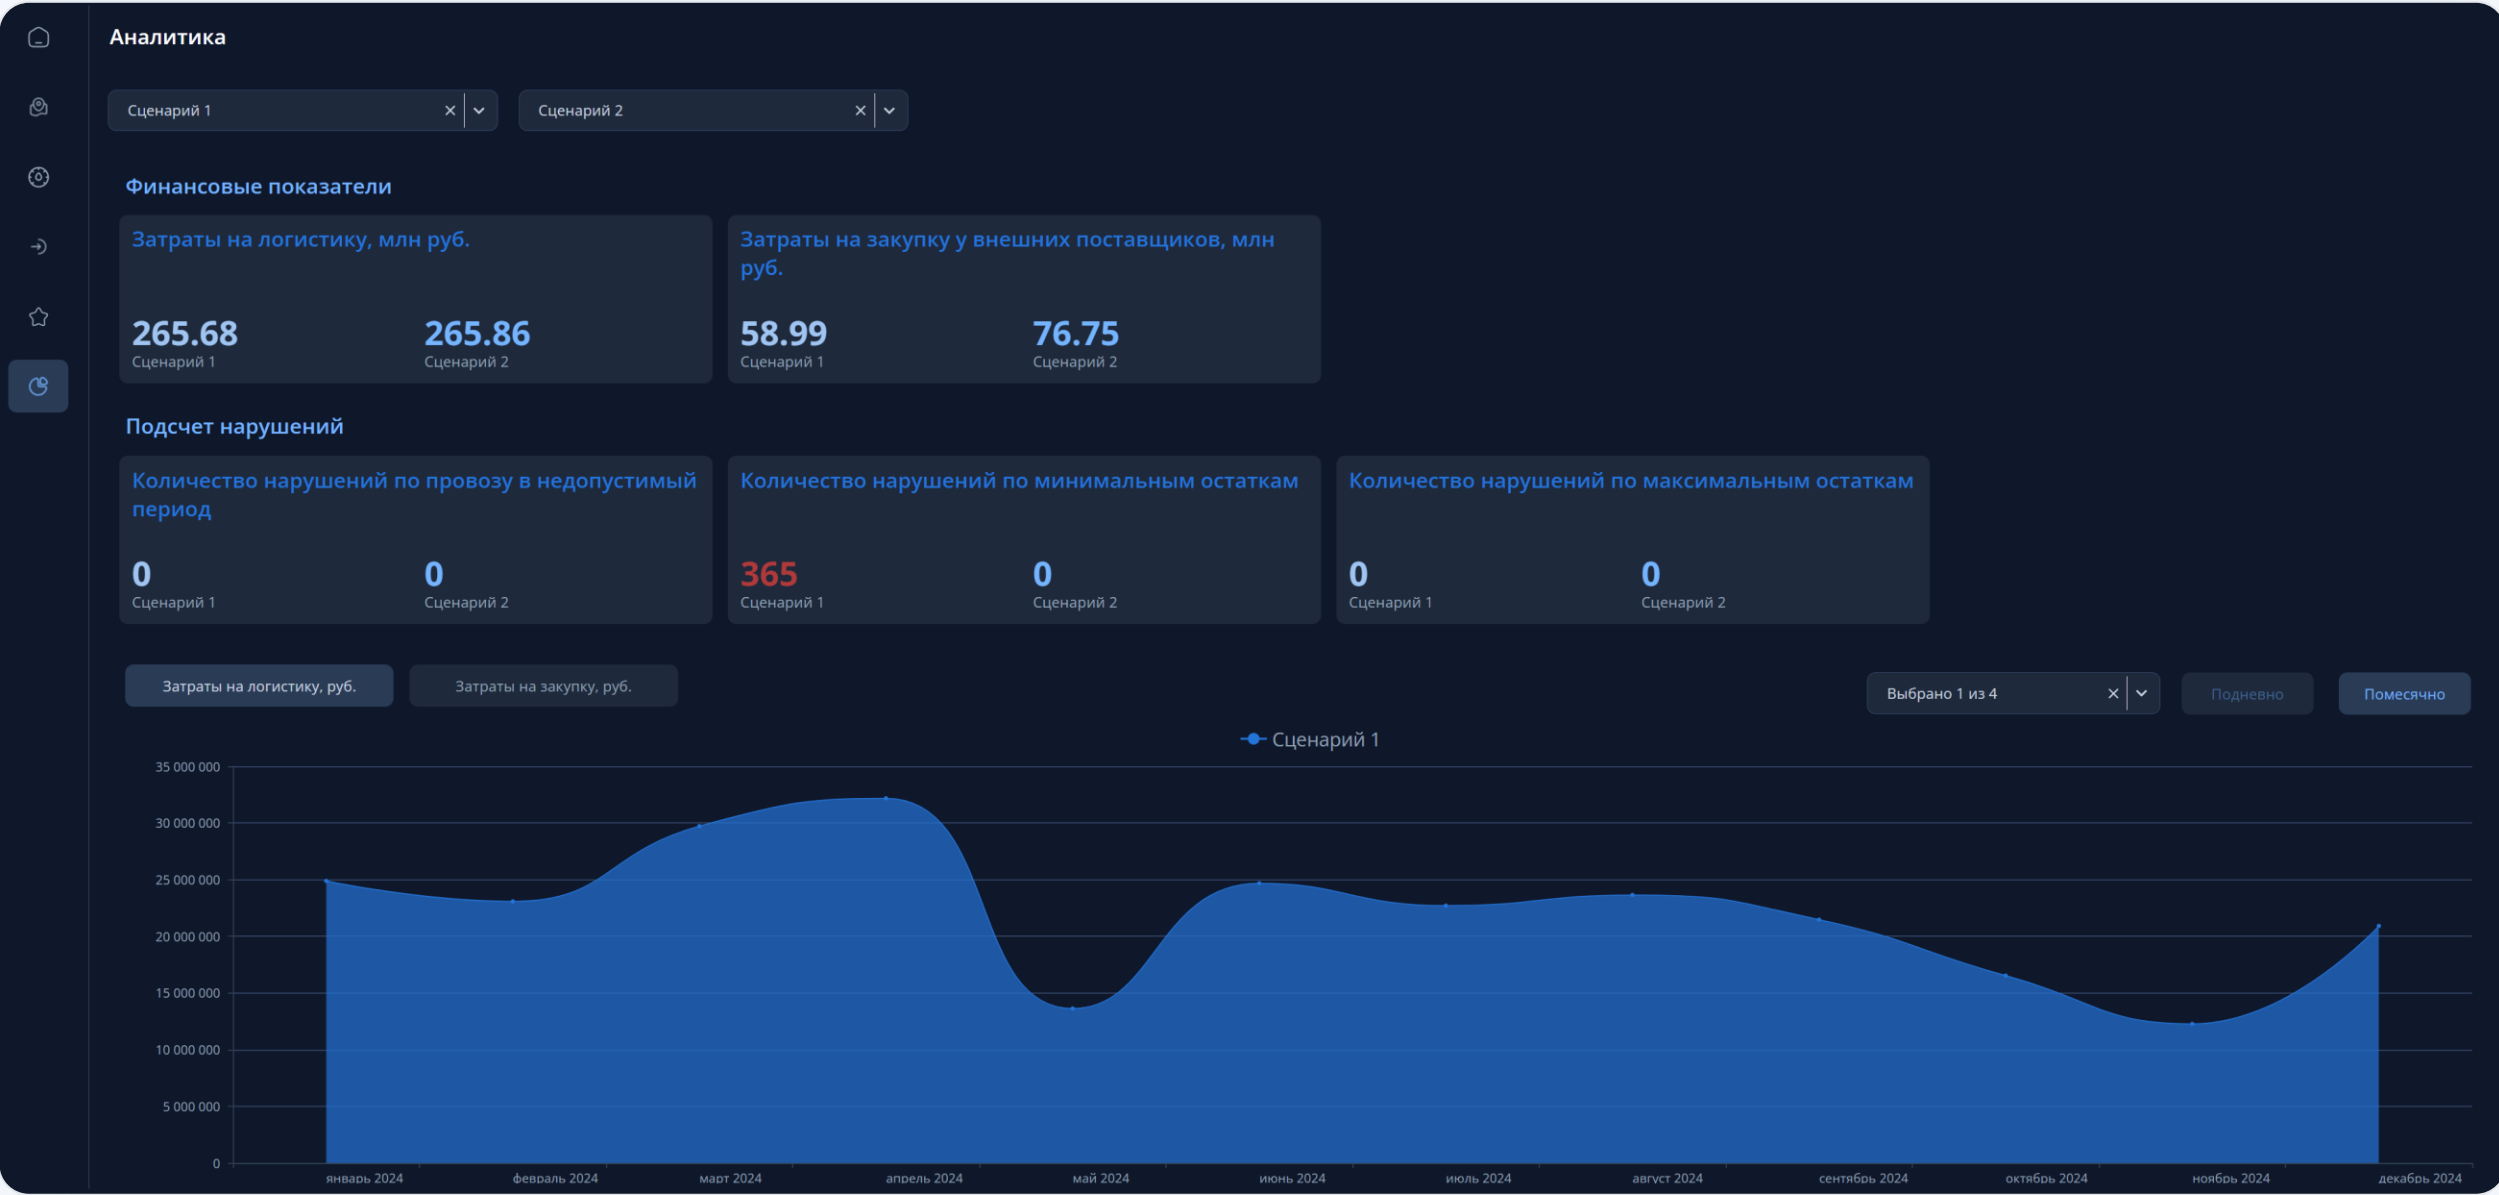 Аналитика
Сценарий 1
Сценарий 2
Финансовые показатели
Затраты на логистику, млн руб.
265.68
265.86
Сценарий 1
Сценарий 2
Затраты на закупку у внешних поставщиков, млн
руб.
58.99
76.75
Сценарий 1
Сценарий 2
Подсчет нарушений
Количество нарушений по провозу в недопустимый
период
0
0
Сценарий 1
Сценарий 2
Количество нарушений по минимальным остаткам
365
0
Сценарий 1
Сценарий 2
Количество нарушений по максимальным остаткам
0
0
Сценарий 1
Сценарий 2
Затраты на логистику, руб.
Затраты на закупку, руб.
Выбрано 1 из 4
Подневно
Помесячно
Сценарий 1
35 000 000
30 000 000
25 000 000
20 000 000
15 000 000
10 000 000
5 000 000
0
январь 2024
февраль 2024
март 2024
апрель 2024
май 2024
июнь 2024
июль 2024
август 2024
сентябрь 2024
октябрь 2024
ноябрь 2024
декабрь 2024